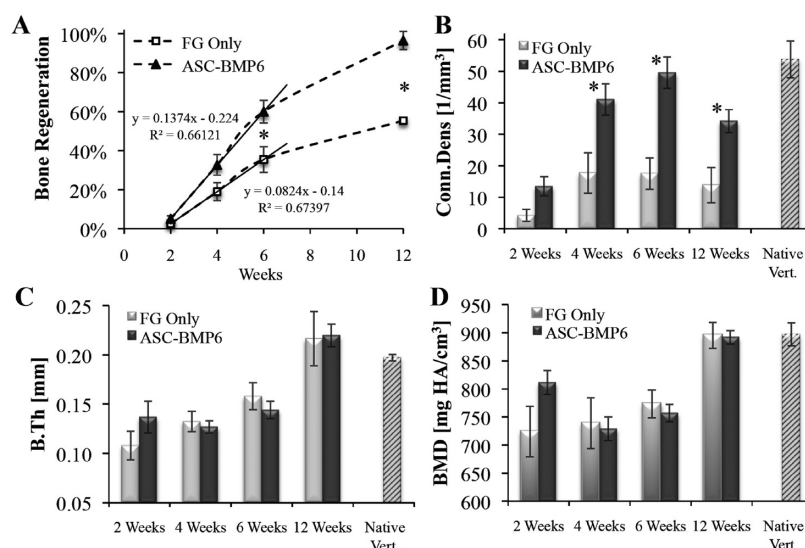 A
100%
80%
60%
40%
20%
0%
Bone Regeneration
FG Only
ASC-BMP6
y = 0.1374x - 0.224
R² = 0.66121
*
*
y = 0.0824x - 0.14
R² = 0.67397
0 2 4 6 8 10 12
Weeks
B
60
50
40
30
20
10
0
Conn.Dens [1/mm³]
FG Only
ASC-BMP6
*
*
*
2 Weeks 4 Weeks 6 Weeks 12 Weeks Native
Vert.
C
0.25
0.20
0.15
0.10
0.05
B.Th [mm]
FG Only
ASC-BMP6
2 Weeks 4 Weeks 6 Weeks 12 Weeks Native
Vert.
D
950
900
850
800
750
700
650
600
BMD [mg HA/cm³]
FG Only
ASC-BMP6
2 Weeks 4 Weeks 6 Weeks 12 Weeks Native
Vert.